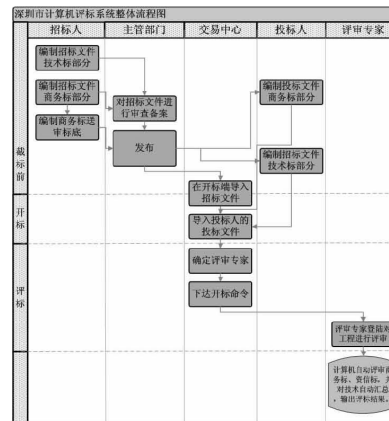 深圳市计算机评标系统整体流程图
招标人
主管部门
交易中心
投标人
评审专家
截标前
开标
评标
编制招标文件
技术标部分
编制招标文件
商务标部分
编制商务标送
审标底
对招标文件进
行审查备案
发布
编制投标文件
商务标部分
编制招标文件
技术标部分
在开标端导入
招标文件
导入投标人的
投标文件
确定评审专家
下达开标命令
评审专家登陆对
工程进行评审
计算机自动评审商
务标、资信标，并
对技术自动汇总
，输出评标结果。